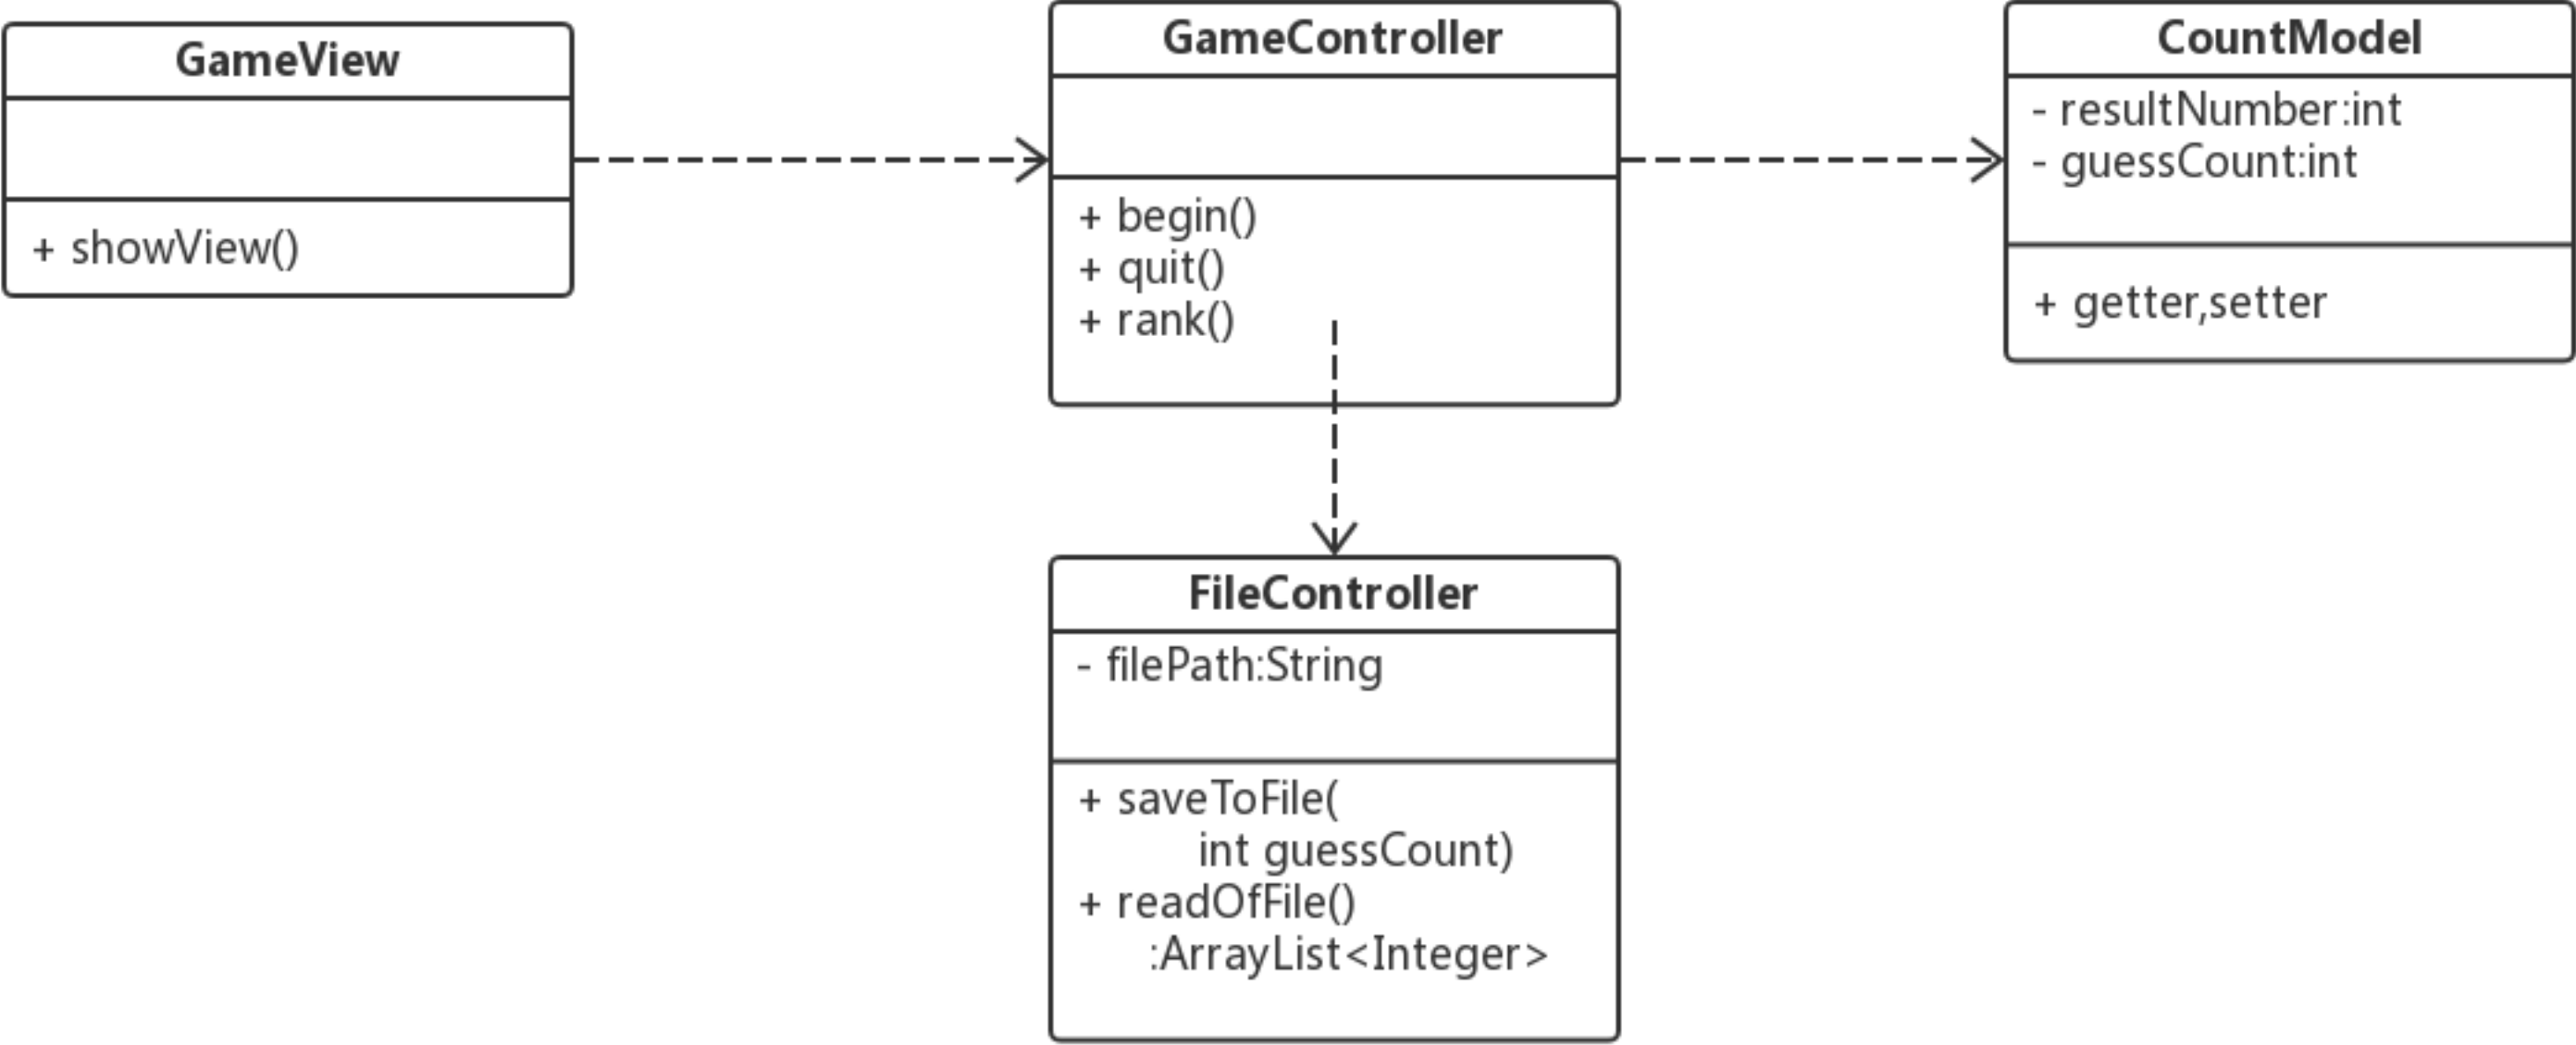 GameView
+ showView()
GameController
+ begin()
+ quit()
+ rank()
CountModel
- resultNumber:int
- guessCount:int
+ getter,setter
FileController
- filePath:String
+ saveToFile(
int guessCount)
+ readOfFile()
:ArrayList<Integer>